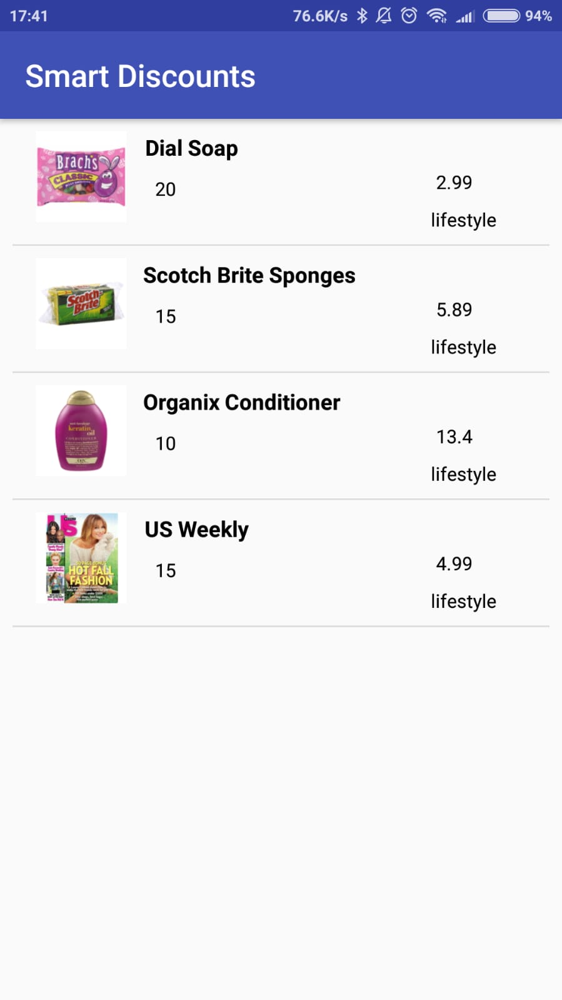 17:41 76.6K/s 94%
Smart Discounts
Brach's
CLASSIC
Dial Soap
20
2.99
lifestyle
Scotch
Brite
Scotch Brite Sponges
15
5.89
lifestyle
keratin
oil
CONDITIONER
Organix Conditioner
10
13.4
lifestyle
Us
HOT FALL
FASHION
US Weekly
15
4.99
lifestyle